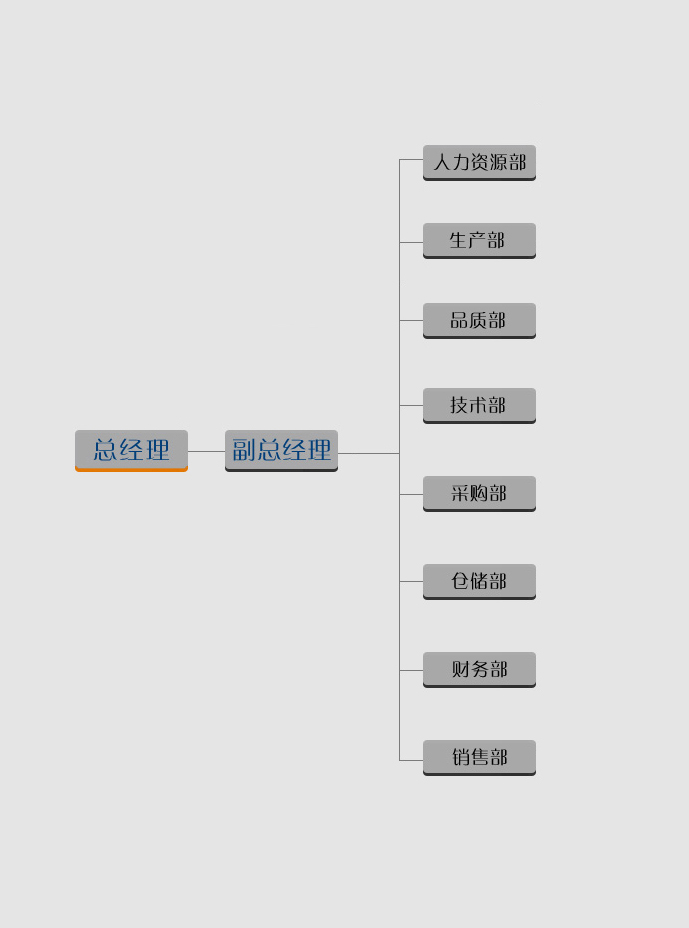 总经理
副总经理
人力资源部
生产部
品质部
技术部
采购部
仓储部
财务部
销售部